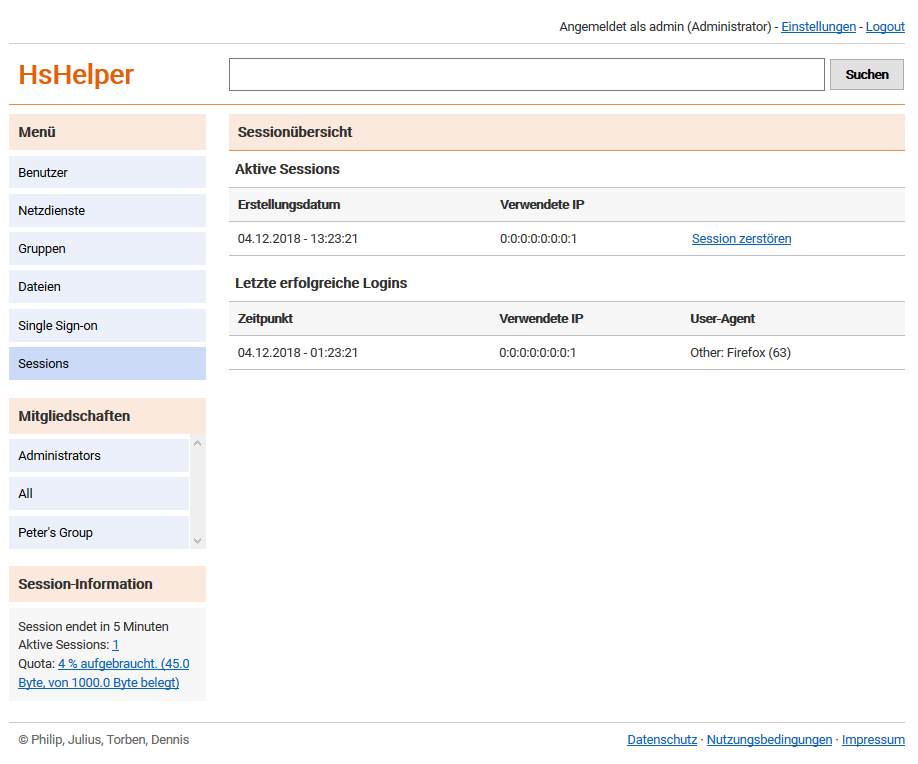 Angemeldet als admin (Administrator) - Einstellungen - Logout
HsHelper
Suchen
Menü
Benutzer
Netzdienste
Gruppen
Dateien
Single Sign-on
Sessions
Mitgliedschaften
Administrators
All
Peter's Group
Session-Information
Session endet in 5 Minuten
Aktive Sessions: 1
Quota: 4 % aufgebraucht. (45.0
Byte, von 1000.0 Byte belegt)
Sessionübersicht
Aktive Sessions
Erstellungsdatum Verwendete IP
04.12.2018 - 13:23:21 0:0:0:0:0:0:0:1 Session zerstören
Letzte erfolgreiche Logins
Zeitpunkt Verwendete IP User-Agent
04.12.2018 - 01:23:21 0:0:0:0:0:0:0:1 Other: Firefox (63)
© Philip, Julius, Torben, Dennis
Datenschutz · Nutzungsbedingungen · Impressum